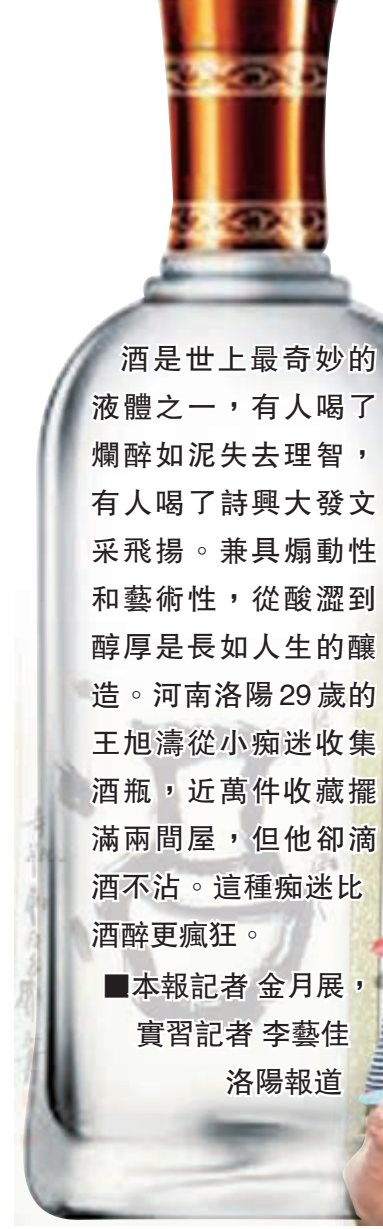 酒是世上最奇妙的
液體之一，有人喝了
爛醉如泥失去理智，
有人喝了詩興大發文
采飛揚。兼具煽動性
和藝術性，從酸澀到
醇厚是長如人生的釀
造。河南洛陽29歲的
王旭濤從小痴迷收集
酒瓶，近萬件收藏擺
滿兩間屋，但他卻滴
酒不沾。這種痴迷比
酒醉更瘋狂。
■本報記者 金月展，
實習記者 李藝佳
洛陽報道